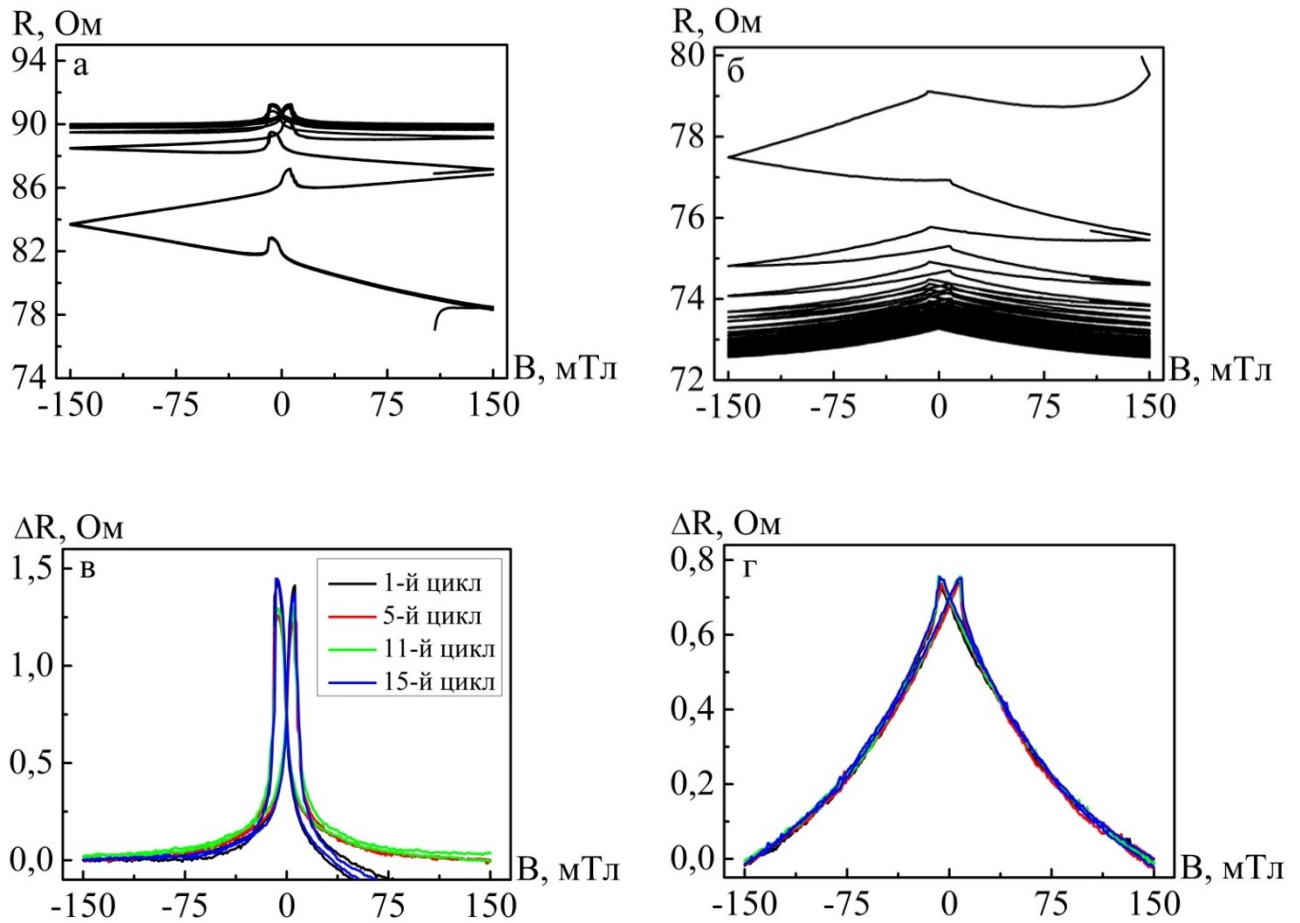 R, Ом
94
90
86
82
78
74
а
-150 -75 0 75 150
В, мТл
R, Ом
80
78
76
74
72
б
-150 -75 0 75 150
В, мТл
ΔR, Ом
1,5
1,0
0,5
0,0
в
1-й цикл
5-й цикл
11-й цикл
15-й цикл
-150 -75 0 75 150
В, мТл
ΔR, Ом
0,8
0,6
0,4
0,2
0,0
г
-150 -75 0 75 150
В, мТл